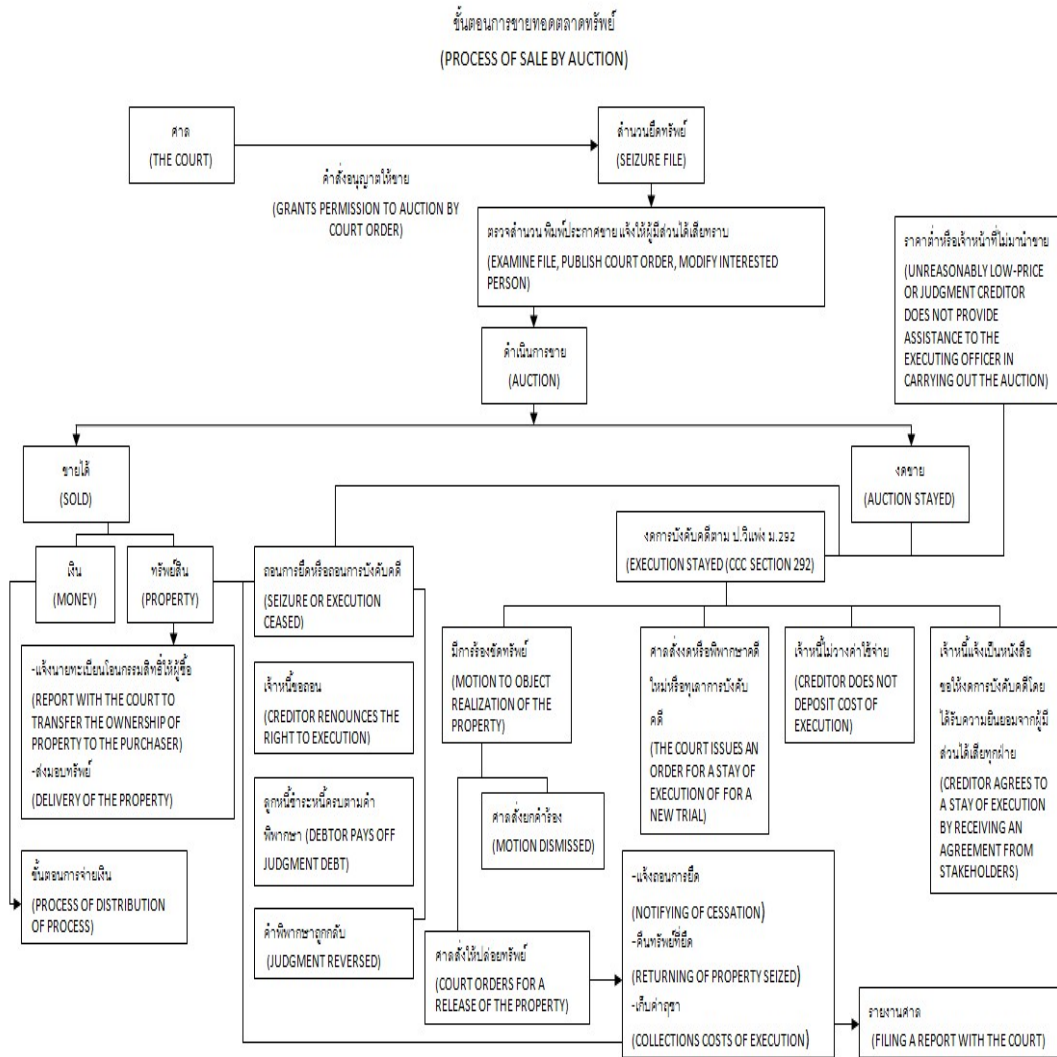 ขั้นตอนการขายทอดตลาดทรัพย์
(PROCESS OF SALE BY AUCTION)
ศาล
(THE COURT)
สำนวนยึดทรัพย์
(SEIZURE FILE)
คำสั่งอนุญาตให้ขาย
(GRANTS PERMISSION TO AUCTION BY
COURT ORDER)
ตรวจสำนวน พิมพ์ประกาศขาย แจ้งให้ผู้มีส่วนได้เสียทราบ
(EXAMINE FILE, PUBLISH COURT ORDER, MODIFY INTERESTED
PERSON)
ราคาต่ำหรือเจ้าหน้าที่ไม่มานำขาย
(UNREASONABLY LOW-PRICE
OR JUDGMENT CREDITOR
DOES NOT PROVIDE
ASSISTANCE TO THE
EXECUTING OFFICER IN
CARRYING OUT THE AUCTION)
ดำเนินการขาย
(AUCTION)
ขายได้
(SOLD)
งดขาย
(AUCTION STAYED)
เงิน
(MONEY)
ทรัพย์สิน
(PROPERTY)
ถอนการยึดหรือถอนการบังคับคดี
(SEIZURE OR EXECUTION
CEASED)
งดการบังคับคดีตาม ป.วิแพ่ง ม.292
(EXECUTION STAYED (CCC SECTION 292)
-แจ้งนายทะเบียนโอนกรรมสิทธิ์ให้ผู้ซื้อ
(REPORT WITH THE COURT TO
TRANSFER THE OWNERSHIP OF
PROPERTY TO THE PURCHASER)
-ส่งมอบทรัพย์
(DELIVERY OF THE PROPERTY)
เจ้าหนี้ขอถอน
(CREDITOR RENOUNCES THE
RIGHT TO EXECUTION)
มีการร้องขัดทรัพย์
(MOTION TO OBJECT
REALIZATION OF THE
PROPERTY)
ศาลสั่งงดหรือพิพากษาคดี
ใหม่หรือทุเลาการบังคับ
คดี
(THE COURT ISSUES AN
ORDER FOR A STAY OF
EXECUTION OF FOR A
NEW TRIAL)
เจ้าหนี้ไม่วางค่าใช้จ่าย
(CREDITOR DOES NOT
DEPOSIT COST OF
EXECUTION)
เจ้าหนี้แจ้งเป็นหนังสือ
ขอให้งดการบังคับคดีโดย
ได้รับความยินยอมจากผู้มี
ส่วนได้เสียทุกฝ่าย
(CREDITOR AGREES TO
A STAY OF EXECUTION
BY RECEIVING AN
AGREEMENT FROM
STAKEHOLDERS)
ลูกหนี้ชำระหนี้ครบตามคำ
พิพากษา (DEBTOR PAYS OFF
JUDGMENT DEBT)
ศาลสั่งยกคำร้อง
(MOTION DISMISSED)
ขั้นตอนการจ่ายเงิน
(PROCESS OF DISTRIBUTION
OF PROCESS)
คำพิพากษาถูกกลับ
(JUDGMENT REVERSED)
ศาลสั่งให้ปล่อยทรัพย์
(COURT ORDERS FOR A
RELEASE OF THE PROPERTY)
-แจ้งถอนการยึด
(NOTIFYING OF CESSATION)
-คืนทรัพย์ที่ยึด
(RETURNING OF PROPERTY SEIZED)
-เก็บค่าฤชา
(COLLECTIONS COSTS OF EXECUTION)
รายงานศาล
(FILING A REPORT WITH THE COURT)